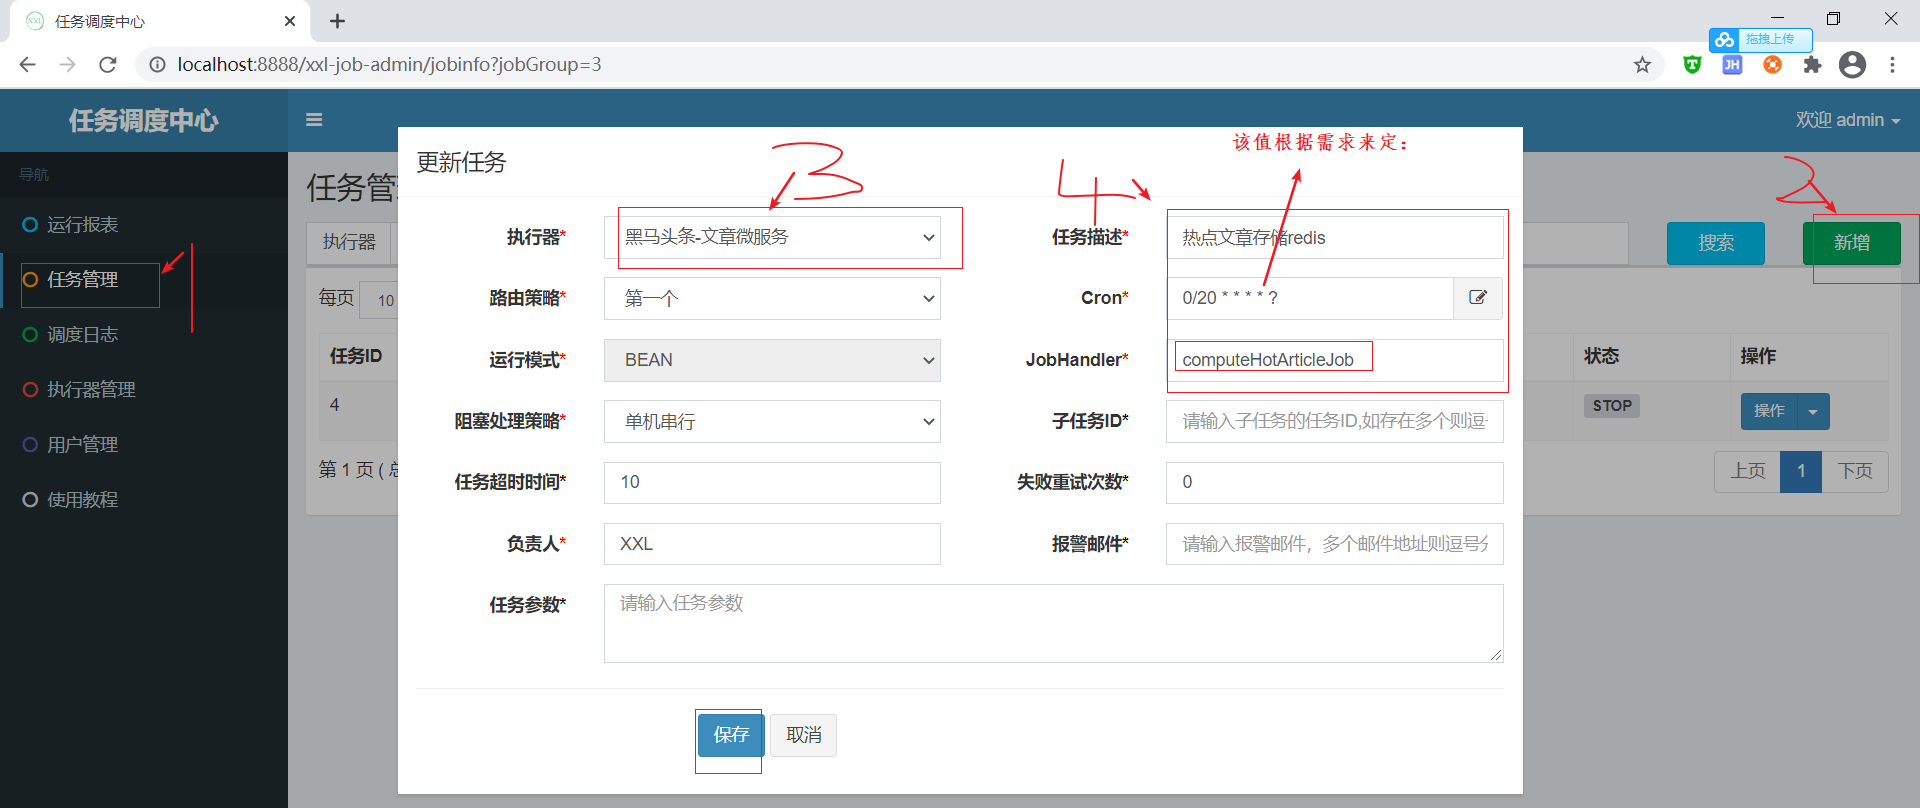 任务调度中心
拖拽上传
localhost:8888/xxl-job-admin/jobinfo?jobGroup=3
JH
任务调度中心
欢迎 admin
导航
运行报表
任务管理
调度日志
执行器管理
用户管理
使用教程
任务管
执行器
搜索
新增
每页 10
任务ID
状态
操作
4
STOP
操作
第 1 页 ( 总
上页 1 下页
更新任务
该值根据需求来定：
1
2
3
4
执行器* 黑马头条-文章微服务
任务描述* 热点文章存储redis
路由策略* 第一个
Cron* 0/20 * * * * ?
运行模式* BEAN
JobHandler* computeHotArticleJob
阻塞处理策略* 单机串行
子任务ID* 请输入子任务的任务ID,如存在多个则逗
任务超时时间* 10
失败重试次数* 0
负责人* XXL
报警邮件* 请输入报警邮件，多个邮件地址则逗号分
任务参数* 请输入任务参数
保存
取消